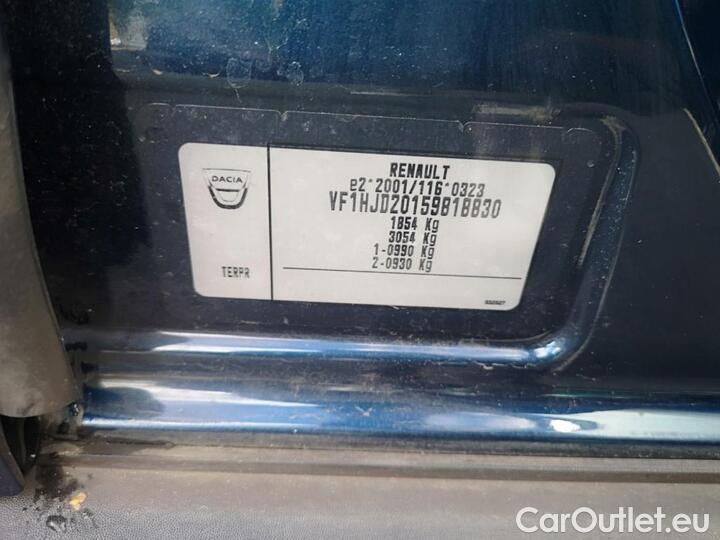 DACIA
TERPR
RENAULT
e2*2001/116*0323
VF1HJD20159818830
1854 Kg
3054 Kg
1-0990 Kg
2-0930 Kg
CarOutlet.eu